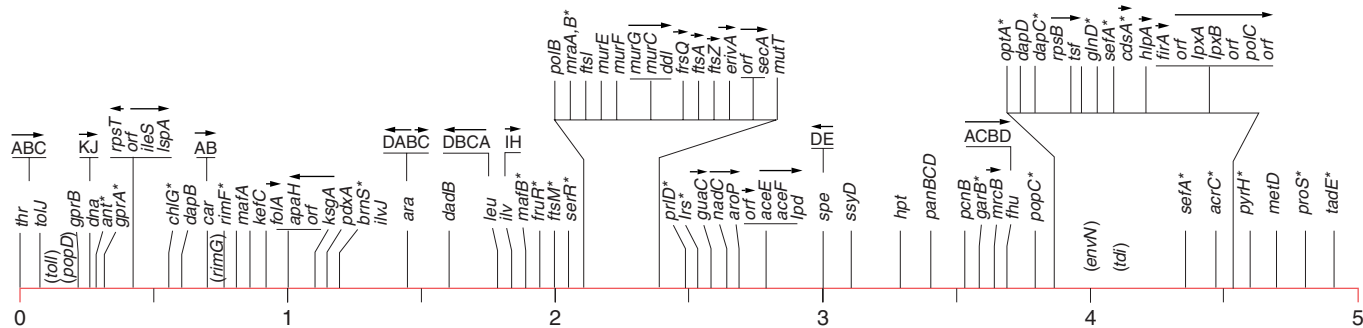 optA* dapD dapC* rpsB tsf glnD* sefA* cdsA* hlpA firA* orf lpxA lpxB orf polC orf
polB mraA,B* ftsI murE murF murG murC ddl frsQ ftsA ftsZ* erivA orf secA mutT
rpsT orf ileS lspA
ABC KJ AB DABC DBCA IH DE ACBD
thr tolJ (tolI) (popD) gprB dna ant* gprA* chlG* dapB car (rimG) rimF* mafA kefC folA* apaH orf ksgA pdxA brnS* ilvJ ara dadB leu ilv mafB* fruR* ftsM* serR* prlD* lrs* guaC nadC aroP* orf aceE aceF lpd spe ssyD hpt panBCD pcnB garB* mrcB fhu popC* (envN) (tdi) sefA* acrC* pyrH* metD proS* tadE*
0 1 2 3 4 5